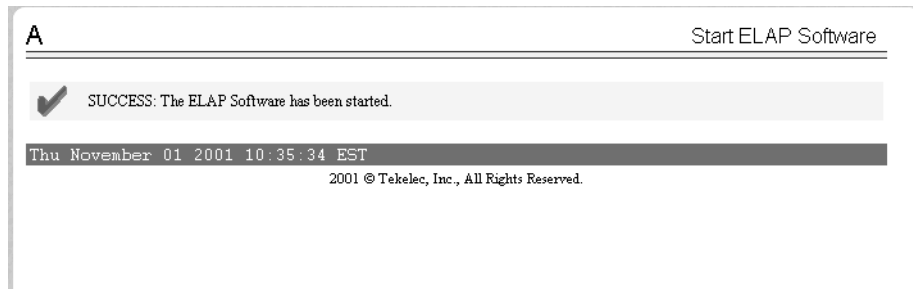 A Start ELAP Software
SUCCESS: The ELAP Software has been started.
Thu November 01 2001 10:35:34 EST
2001 © Tekelec, Inc., All Rights Reserved.